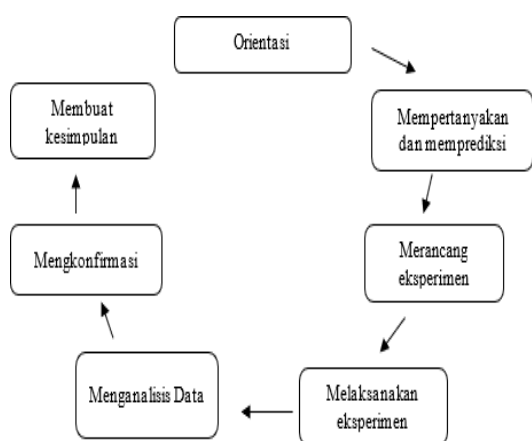 Orientasi
Mempertanyakan
dan memprediksi
Merancang
eksperimen
Melaksanakan
eksperimen
Menganalisis Data
Mengkonfirmasi
Membuat
kesimpulan